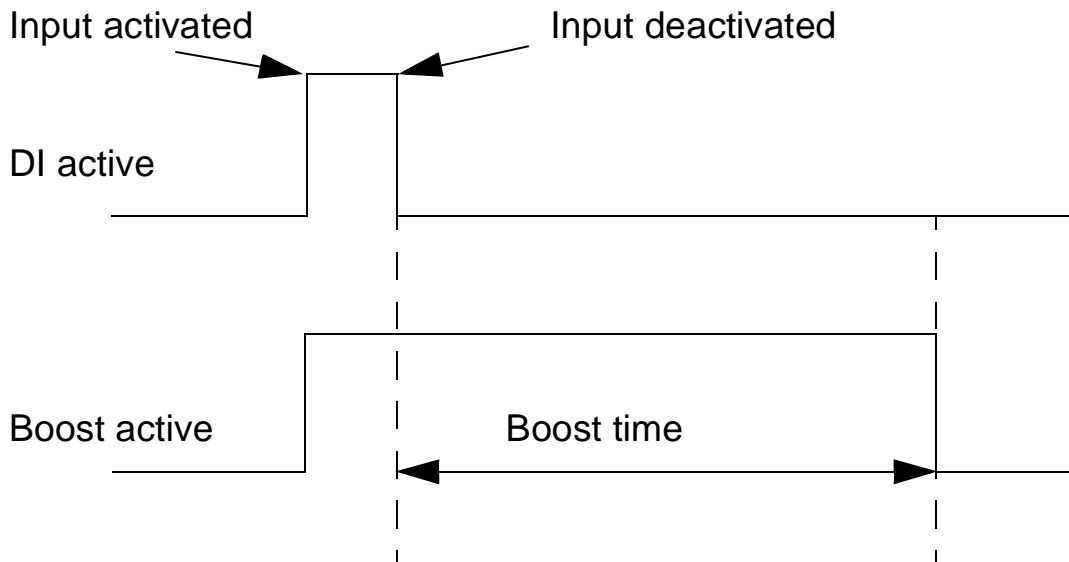 Input activated
Input deactivated
DI active
Boost active
Boost time